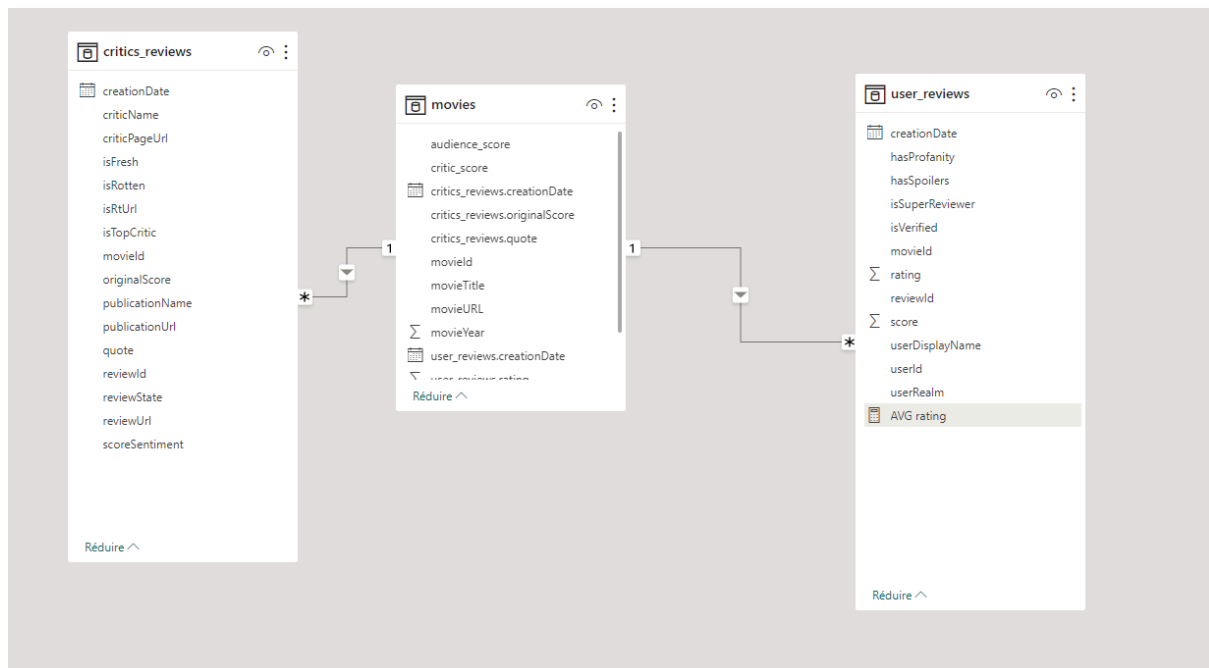 critics_reviews
creationDate
criticName
criticPageUrl
isFresh
isRotten
isRtUrl
isTopCritic
movieId
originalScore
publicationName
publicationUrl
quote
reviewId
reviewState
reviewUrl
scoreSentiment
Réduire
*
1
movies
audience_score
critic_score
critics_reviews.creationDate
critics_reviews.originalScore
critics_reviews.quote
movieId
movieTitle
movieURL
∑ movieYear
user_reviews.creationDate
∑ user_reviews.rating
Réduire
1
*
user_reviews
creationDate
hasProfanity
hasSpoilers
isSuperReviewer
isVerified
movieId
∑ rating
reviewId
∑ score
userDisplayName
userId
userRealm
AVG rating
Réduire